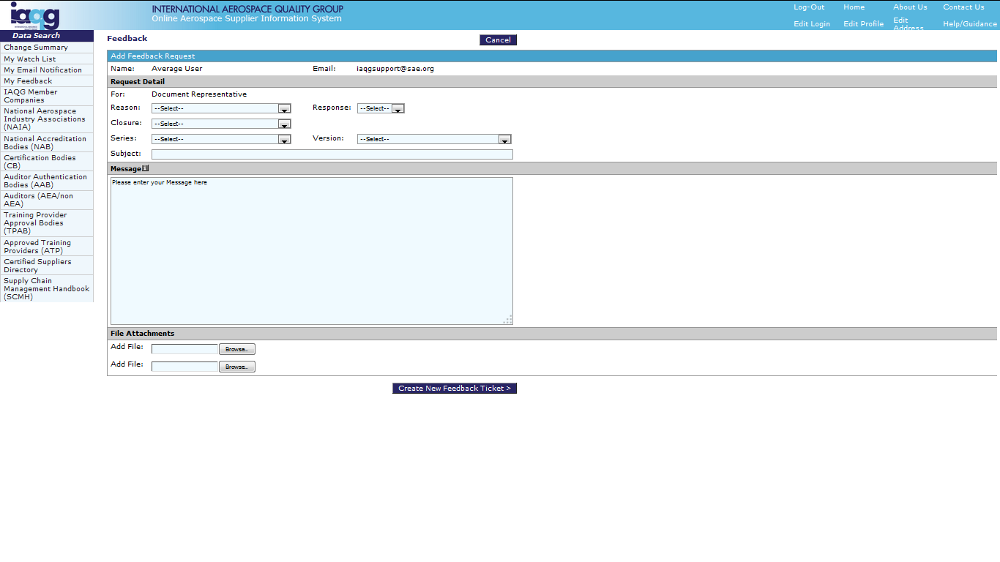 iaqg
INTERNATIONAL AEROSPACE QUALITY GROUP
Online Aerospace Supplier Information System
Log-Out Home About Us Contact Us
Edit Login Edit Profile Edit Address Help/Guidance
Data Search
Change Summary
My Watch List
My Email Notification
My Feedback
IAQG Member
Companies
National Aerospace
Industry Associations
(NAIA)
National Accreditation
Bodies (NAB)
Certification Bodies
(CB)
Auditor Authentication
Bodies (AAB)
Auditors (AEA/non
AEA)
Training Provider
Approval Bodies
(TPAB)
Approved Training
Providers (ATP)
Certified Suppliers
Directory
Supply Chain
Management Handbook
(SCMH)
Feedback Cancel
Add Feedback Request
Name: Average User Email: iaqgsupport@sae.org
Request Detail
For: Document Representative
Reason: --Select-- Response: --Select--
Closure: --Select--
Series: --Select-- Version: --Select--
Subject:
Message
Please enter your Message here
File Attachments
Add File: Browse..
Add File: Browse..
Create New Feedback Ticket >